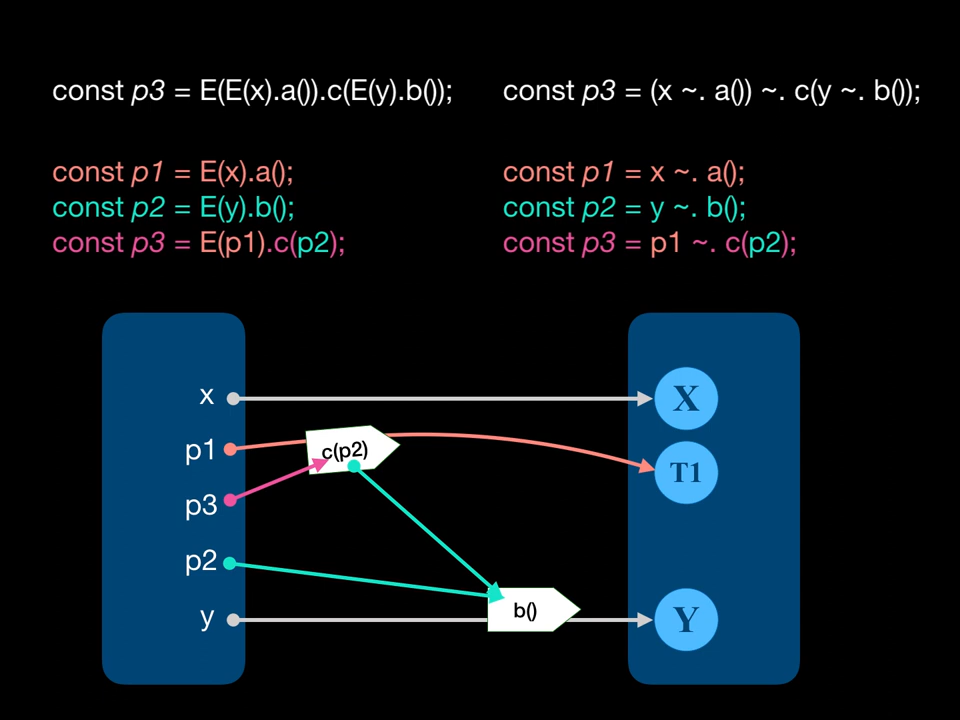 const p3 = E(E(x).a()).c(E(y).b());
const p3 = (x ~. a()) ~. c(y ~. b());
const p1 = E(x).a();
const p2 = E(y).b();
const p3 = E(p1).c(p2);
const p1 = x ~. a();
const p2 = y ~. b();
const p3 = p1 ~. c(p2);
x
X
p1
c(p2)
T1
p3
p2
y
b()
Y